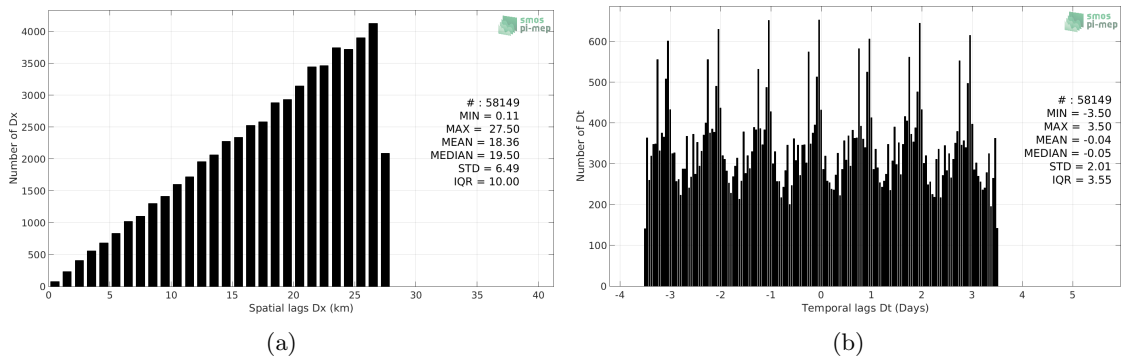 smos
pi-mep
4000
3500
3000
2500
2000
1500
1000
500
0
Number of Dx
# : 58149
MIN = 0.11
MAX = 27.50
MEAN = 18.36
MEDIAN = 19.50
STD = 6.49
IQR = 10.00
0 5 10 15 20 25 30 35 40
Spatial lags Dx (km)
(a)
smos
pi-mep
600
500
400
300
200
100
0
Number of Dt
# : 58149
MIN = -3.50
MAX = 3.50
MEAN = -0.04
MEDIAN = -0.05
STD = 2.01
IQR = 3.55
-4 -3 -2 -1 0 1 2 3 4 5
Temporal lags Dt (Days)
(b)